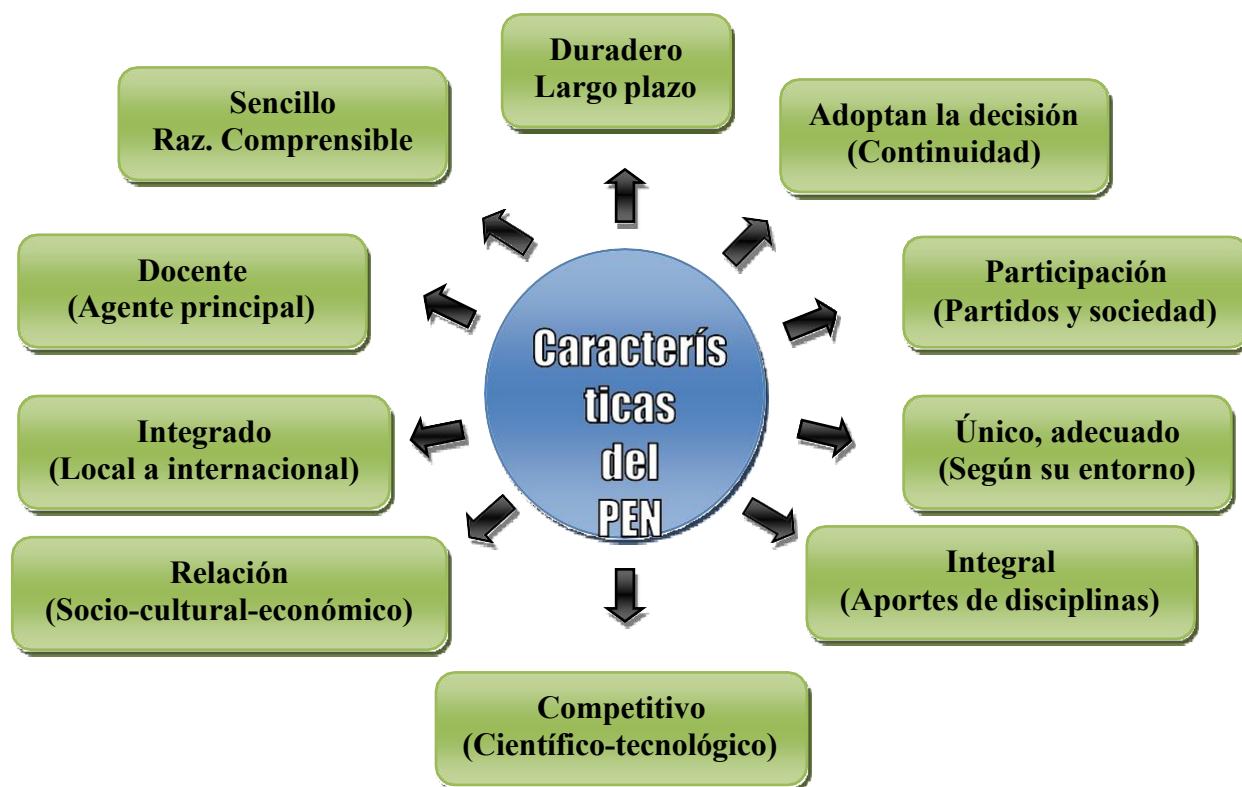 Duradero
Largo plazo
Sencillo
Raz. Comprensible
Adoptan la decisión
(Continuidad)
Docente
(Agente principal)
Participación
(Partidos y sociedad)
Caracterís
ticas
del
PEN
Integrado
(Local a internacional)
Único, adecuado
(Según su entorno)
Relación
(Socio-cultural-económico)
Integral
(Aportes de disciplinas)
Competitivo
(Científico-tecnológico)